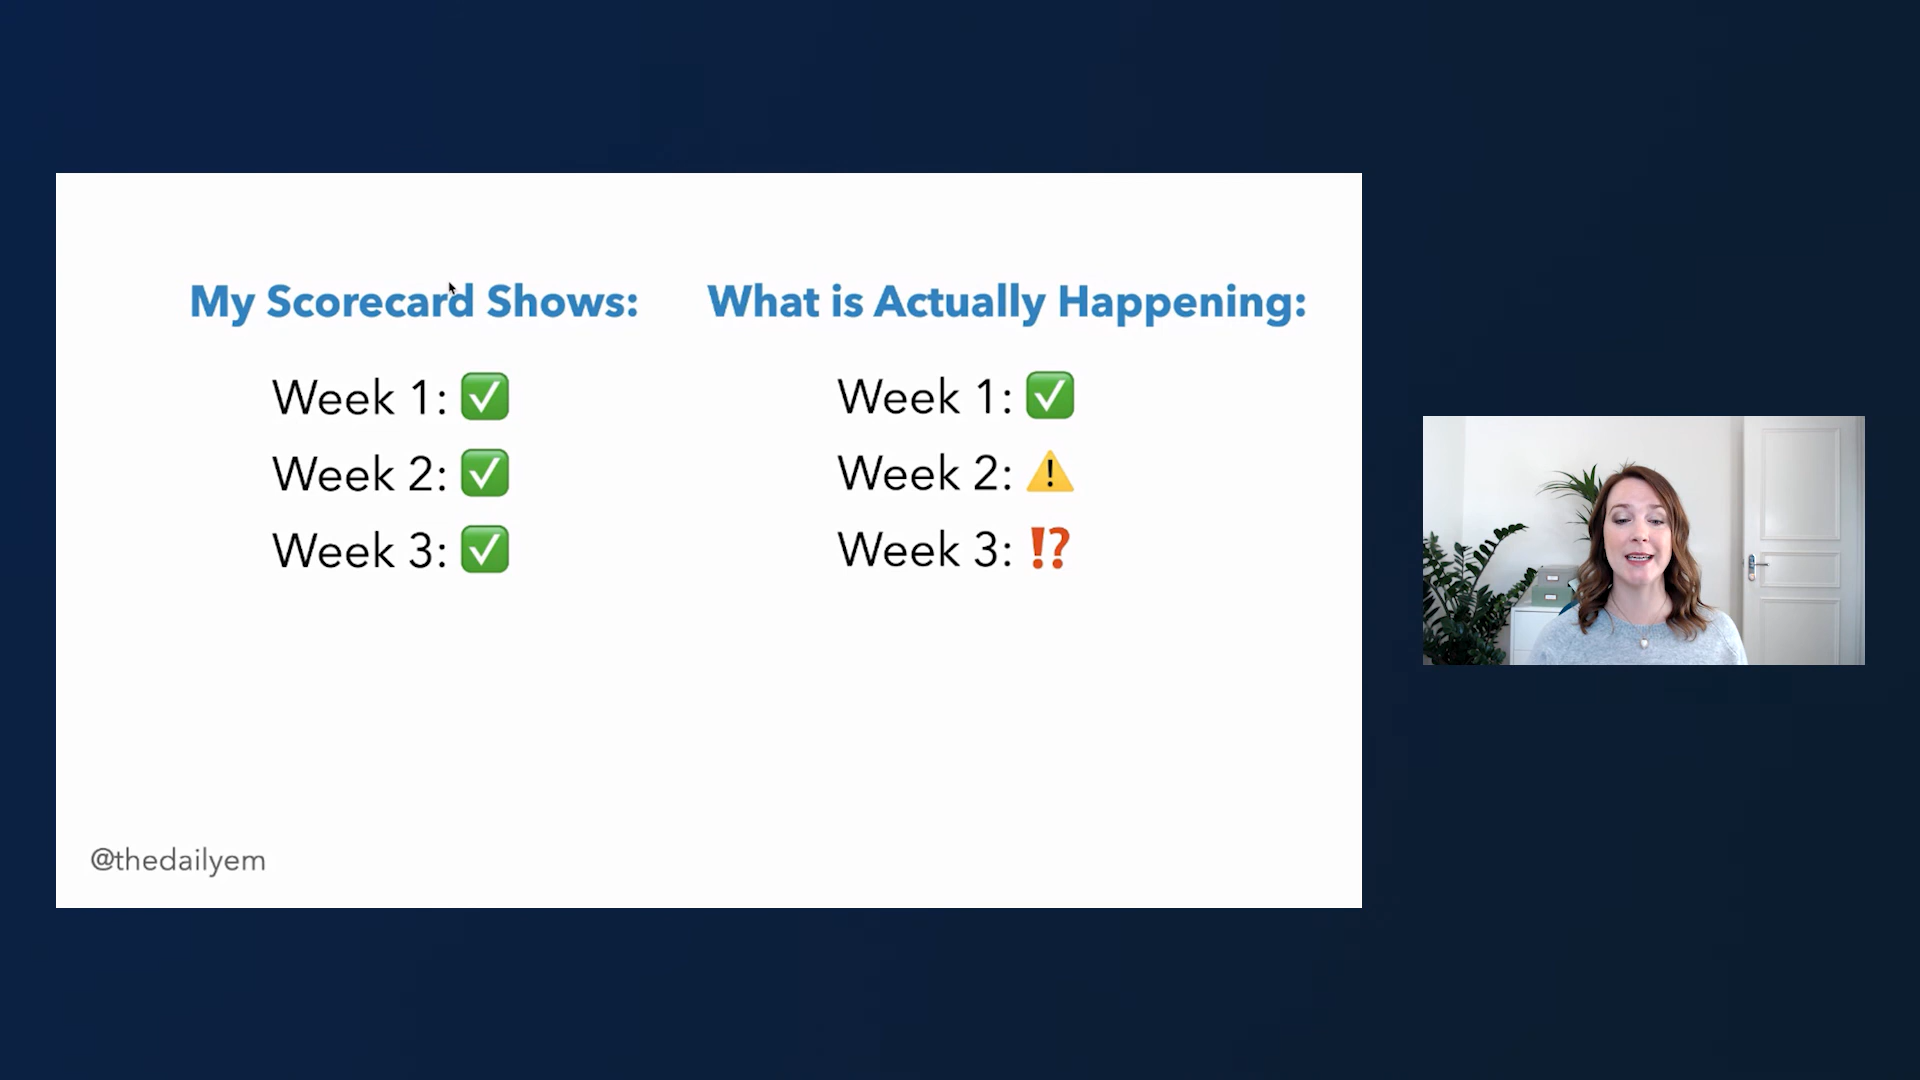 My Scorecard Shows:
Week 1: ✅
Week 2: ✅
Week 3: ✅
What is Actually Happening:
Week 1: ✅
Week 2: ⚠️
Week 3: ⁉️
@thedailyem